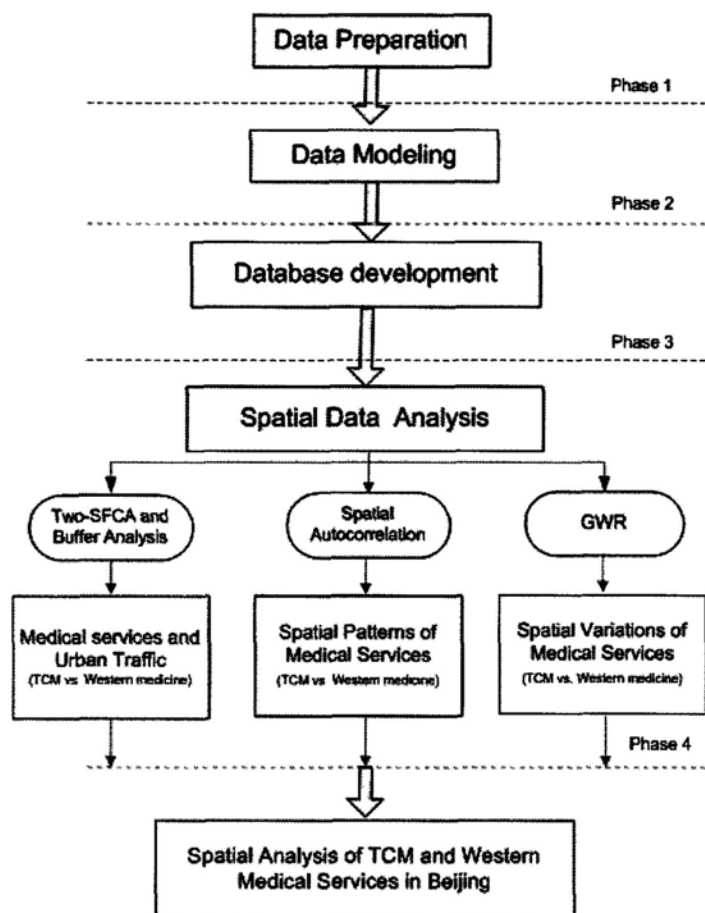 Data Preparation
Phase 1
Data Modeling
Phase 2
Database development
Phase 3
Spatial Data Analysis
Two-SFCA and
Buffer Analysis
Spatial
Autocorrelation
GWR
Medical services and
Urban Traffic
(TCM vs Western medicine)
Spatial Patterns of
Medical Services
(TCM vs Western medicine)
Spatial Variations of
Medical Services
(TCM vs. Western medicine)
Phase 4
Spatial Analysis of TCM and Western
Medical Services in Beijing